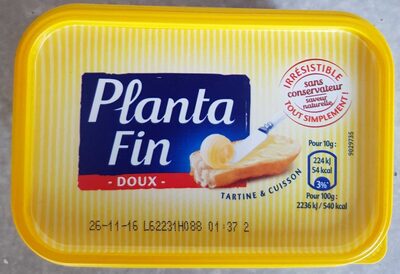 Planta
Fin
- DOUX -
TARTINE & CUISSON
IRRÉSISTIBLE
sans
conservateur
saveur
naturelle
TOUT SIMPLEMENT !
Pour 10g :
224 kJ
54 kcal
3%*
Pour 100g :
2236 kJ / 540 kcal
9029735
26-11-16 L62231H088 01:37 2